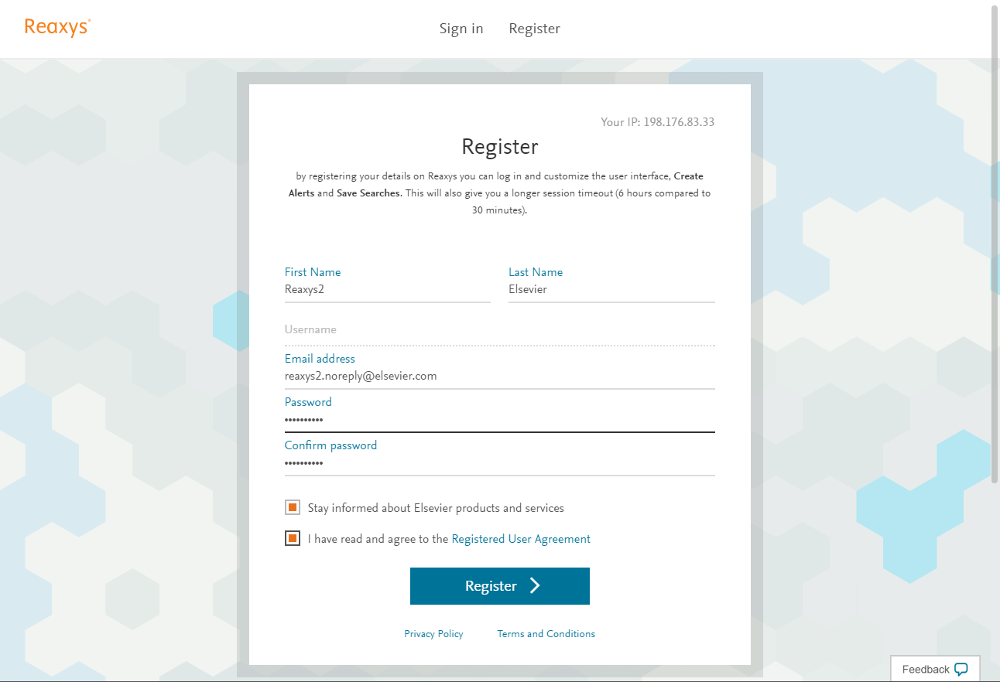 Reaxys®
Sign in Register
Your IP: 198.176.83.33
Register
by registering your details on Reaxys you can log in and customize the user interface, Create
Alerts and Save Searches. This will also give you a longer session timeout (6 hours compared to
30 minutes).
First Name Last Name
Reaxys2 Elsevier
Username
Email address
reaxys2.noreply@elsevier.com
Password
••••••••••
Confirm password
••••••••••
Stay informed about Elsevier products and services
I have read and agree to the Registered User Agreement
Register
Privacy Policy Terms and Conditions
Feedback